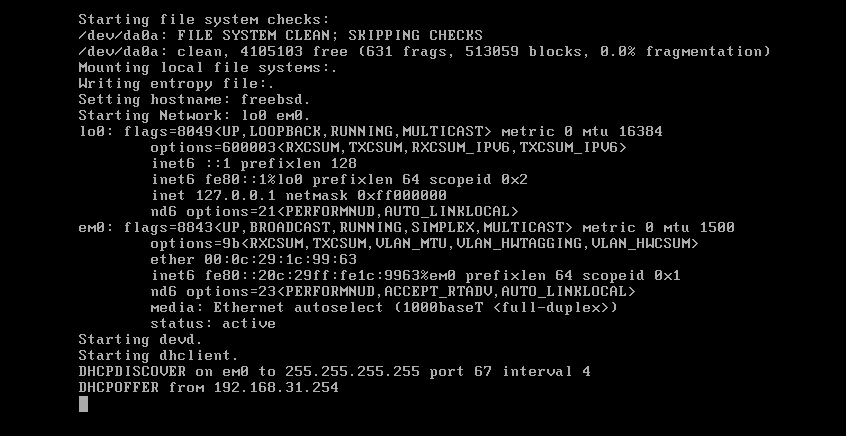 Starting file system checks:
/dev/da0a: FILE SYSTEM CLEAN; SKIPPING CHECKS
/dev/da0a: clean, 4105103 free (631 frags, 513059 blocks, 0.0% fragmentation)
Mounting local file systems:.
Writing entropy file:.
Setting hostname: freebsd.
Starting Network: lo0 em0.
lo0: flags=8049<UP,LOOPBACK,RUNNING,MULTICAST> metric 0 mtu 16384
options=600003<RXCSUM,TXCSUM,RXCSUM_IPV6,TXCSUM_IPV6>
inet6 ::1 prefixlen 128
inet6 fe80::1%lo0 prefixlen 64 scopeid 0x2
inet 127.0.0.1 netmask 0xff000000
nd6 options=21<PERFORMNUD,AUTO_LINKLOCAL>
em0: flags=8843<UP,BROADCAST,RUNNING,SIMPLEX,MULTICAST> metric 0 mtu 1500
options=9b<RXCSUM,TXCSUM,VLAN_MTU,VLAN_HWTAGGING,VLAN_HWCSUM>
ether 00:0c:29:1c:99:63
inet6 fe80::20c:29ff:fe1c:9963%em0 prefixlen 64 scopeid 0x1
nd6 options=23<PERFORMNUD,ACCEPT_RTADV,AUTO_LINKLOCAL>
media: Ethernet autoselect (1000baseT <full-duplex>)
status: active
Starting devd.
Starting dhclient.
DHCPDISCOVER on em0 to 255.255.255.255 port 67 interval 4
DHCPOFFER from 192.168.31.254